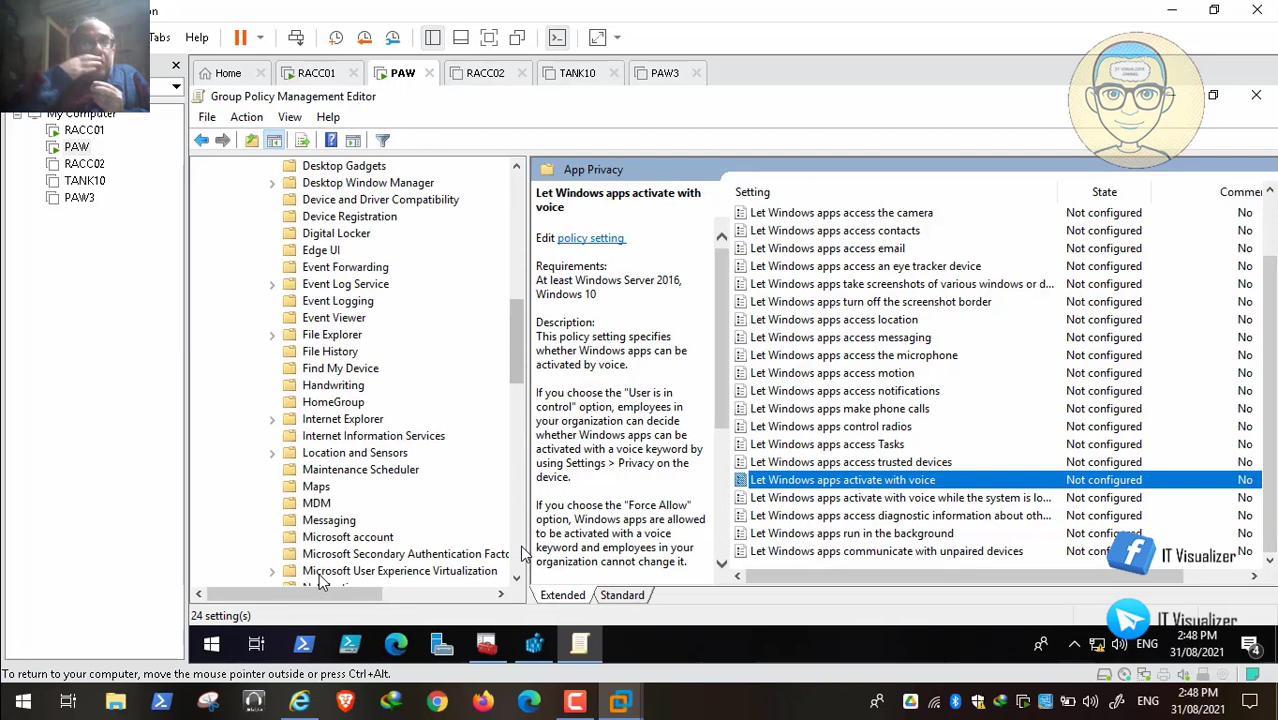 on
Tabs Help
Home RACC01 PAW RACC02 TANK10 PAW3
IT VISUALIZER
CHANNEL
Group Policy Management Editor
File Action View Help
My Computer
RACC01
PAW
RACC02
TANK10
PAW3
Desktop Gadgets
Desktop Window Manager
Device and Driver Compatibility
Device Registration
Digital Locker
Edge UI
Event Forwarding
Event Log Service
Event Logging
Event Viewer
File Explorer
File History
Find My Device
Handwriting
HomeGroup
Internet Explorer
Internet Information Services
Location and Sensors
Maintenance Scheduler
Maps
MDM
Messaging
Microsoft account
Microsoft Secondary Authentication Facto
Microsoft User Experience Virtualization
App Privacy
Let Windows apps activate with
voice
Edit policy setting
Requirements:
At least Windows Server 2016,
Windows 10
Description:
This policy setting specifies
whether Windows apps can be
activated by voice.
If you choose the "User is in
control" option, employees in
your organization can decide
whether Windows apps can be
activated with a voice keyword by
using Settings > Privacy on the
device.
If you choose the "Force Allow"
option, Windows apps are allowed
to be activated with a voice
keyword and employees in your
organization cannot change it.
Setting State Commer
Let Windows apps access the camera Not configured No
Let Windows apps access contacts Not configured No
Let Windows apps access email Not configured No
Let Windows apps access an eye tracker device Not configured No
Let Windows apps take screenshots of various windows or d... Not configured No
Let Windows apps turn off the screenshot border Not configured No
Let Windows apps access location Not configured No
Let Windows apps access messaging Not configured No
Let Windows apps access the microphone Not configured No
Let Windows apps access motion Not configured No
Let Windows apps access notifications Not configured No
Let Windows apps make phone calls Not configured No
Let Windows apps control radios Not configured No
Let Windows apps access Tasks Not configured No
Let Windows apps access trusted devices Not configured No
Let Windows apps activate with voice Not configured No
Let Windows apps activate with voice while the system is lo... Not configured No
Let Windows apps access diagnostic information about oth... Not configured No
Let Windows apps run in the background Not configured No
Let Windows apps communicate with unpaired devices Not configured No
IT Visualizer
Extended Standard
24 setting(s)
IT Visualizer
ENG 2:48 PM
31/08/2021 4
To return to your computer, move the mouse pointer outside or press Ctrl+Alt.
ENG 2:48 PM
31/08/2021